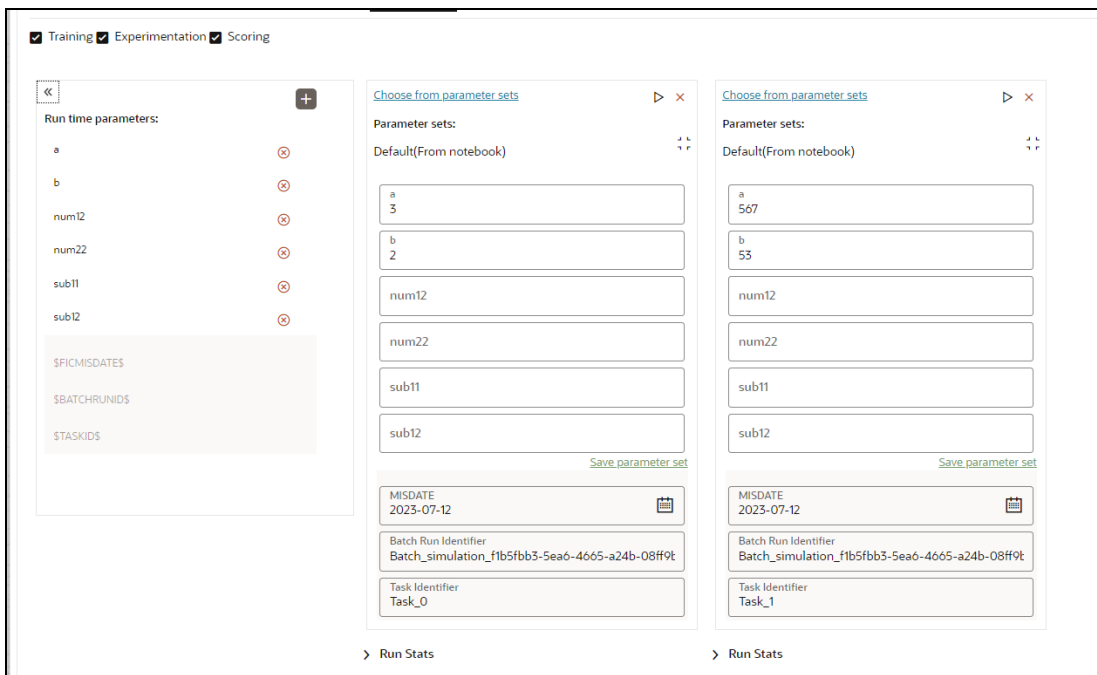 Training Experimentation Scoring
Run time parameters:
a
b
num12
num22
sub11
sub12
$FICMISDATE$
$BATCHRUNID$
$TASKID$
Choose from parameter sets
Parameter sets:
Default(From notebook)
a
3
b
2
num12
num22
sub11
sub12
Save parameter set
MISDATE
2023-07-12
Batch Run Identifier
Batch_simulation_f1b5fbb3-5ea6-4665-a24b-08ff9b
Task Identifier
Task_0
Run Stats
Choose from parameter sets
Parameter sets:
Default(From notebook)
a
567
b
53
num12
num22
sub11
sub12
Save parameter set
MISDATE
2023-07-12
Batch Run Identifier
Batch_simulation_f1b5fbb3-5ea6-4665-a24b-08ff9b
Task Identifier
Task_1
Run Stats